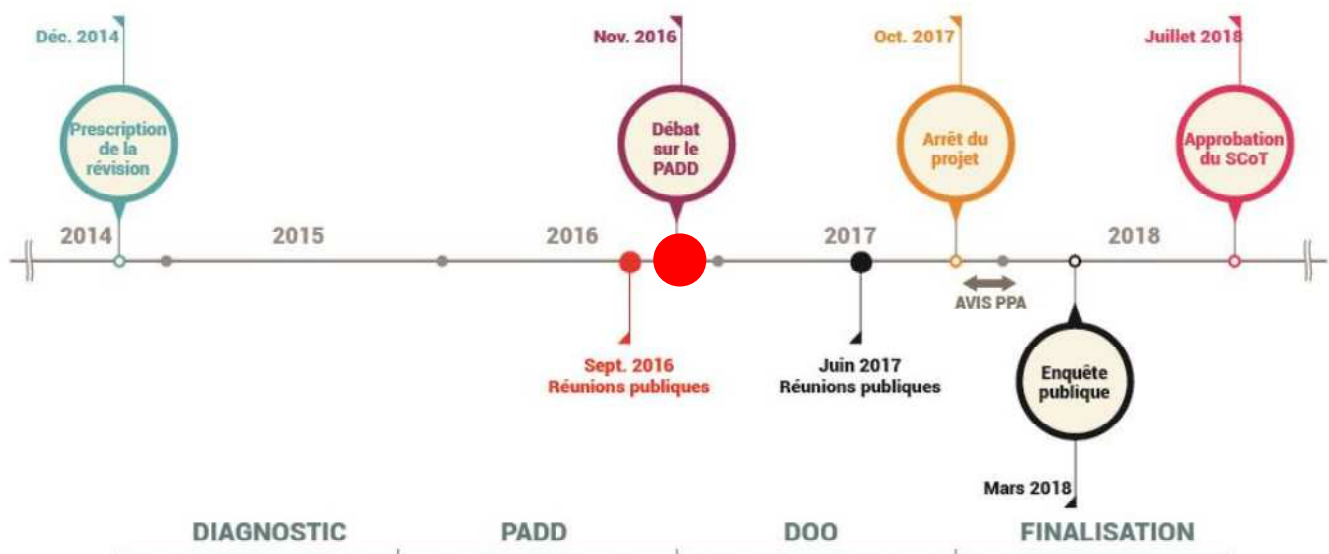 Déc. 2014
Nov. 2016
Oct. 2017
Juillet 2018
Prescription
de la
révision
Débat
sur le
PADD
Arrêt du
projet
Approbation
du SCoT
2014
2015
2016
2017
2018
AVIS PPA
Sept. 2016
Réunions publiques
Juin 2017
Réunions publiques
Enquête
publique
Mars 2018
DIAGNOSTIC
PADD
DOO
FINALISATION